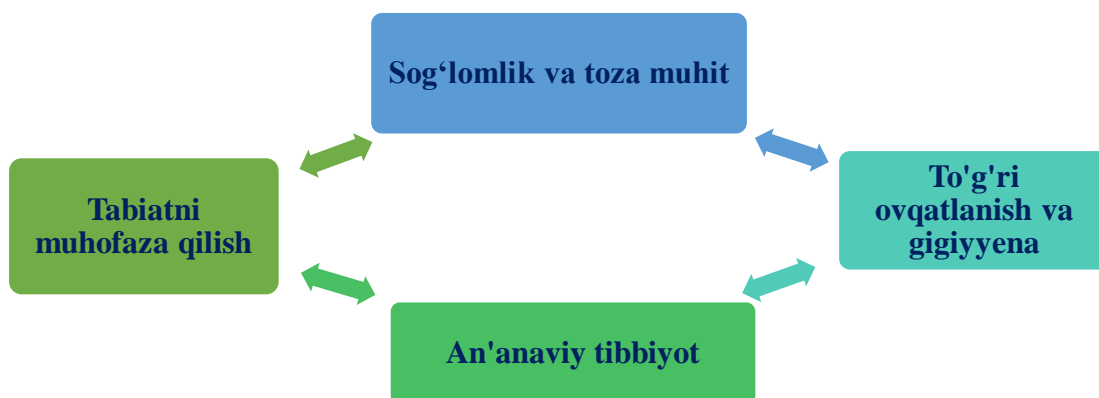 Sog‘lomlik va toza muhit
Tabiatni
muhofaza qilish
To'g'ri
ovqatlanish va
gigiyyena
An'anaviy tibbiyot